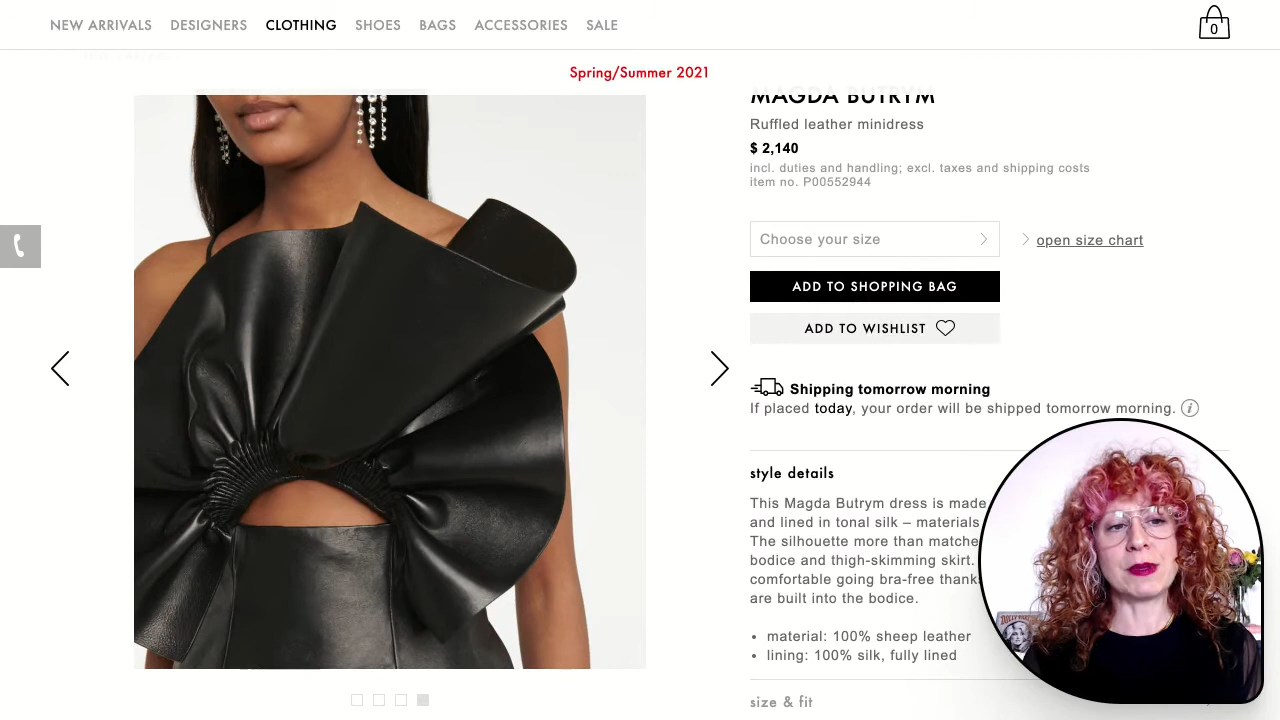 NEW ARRIVALS DESIGNERS CLOTHING SHOES BAGS ACCESSORIES SALE
0
Spring/Summer 2021
MAGDA BUTRYM
Ruffled leather minidress
$ 2,140
incl. duties and handling; excl. taxes and shipping costs
item no. P00552944
Choose your size
open size chart
ADD TO SHOPPING BAG
ADD TO WISHLIST
Shipping tomorrow morning
If placed today, your order will be shipped tomorrow morning.
style details
This Magda Butrym dress is made
and lined in tonal silk – materials
The silhouette more than matche
bodice and thigh-skimming skirt.
comfortable going bra-free thank
are built into the bodice.
• material: 100% sheep leather
• lining: 100% silk, fully lined
size & fit